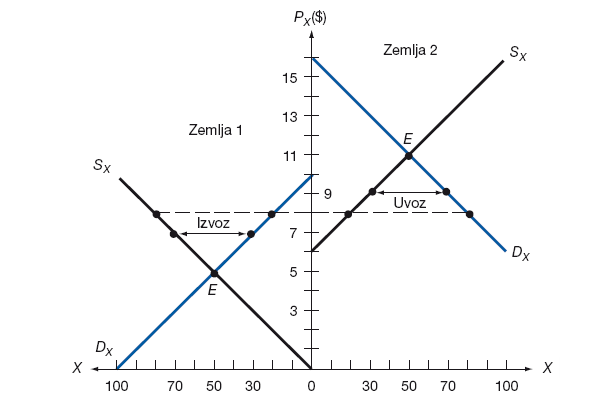 P_X($)
Zemlja 2
S_X
15
13
Zemlja 1
E
11
S_X
9
Uvoz
Izvoz
7
D_X
5
E
3
D_X
X
X
100 70 50 30 0 30 50 70 100